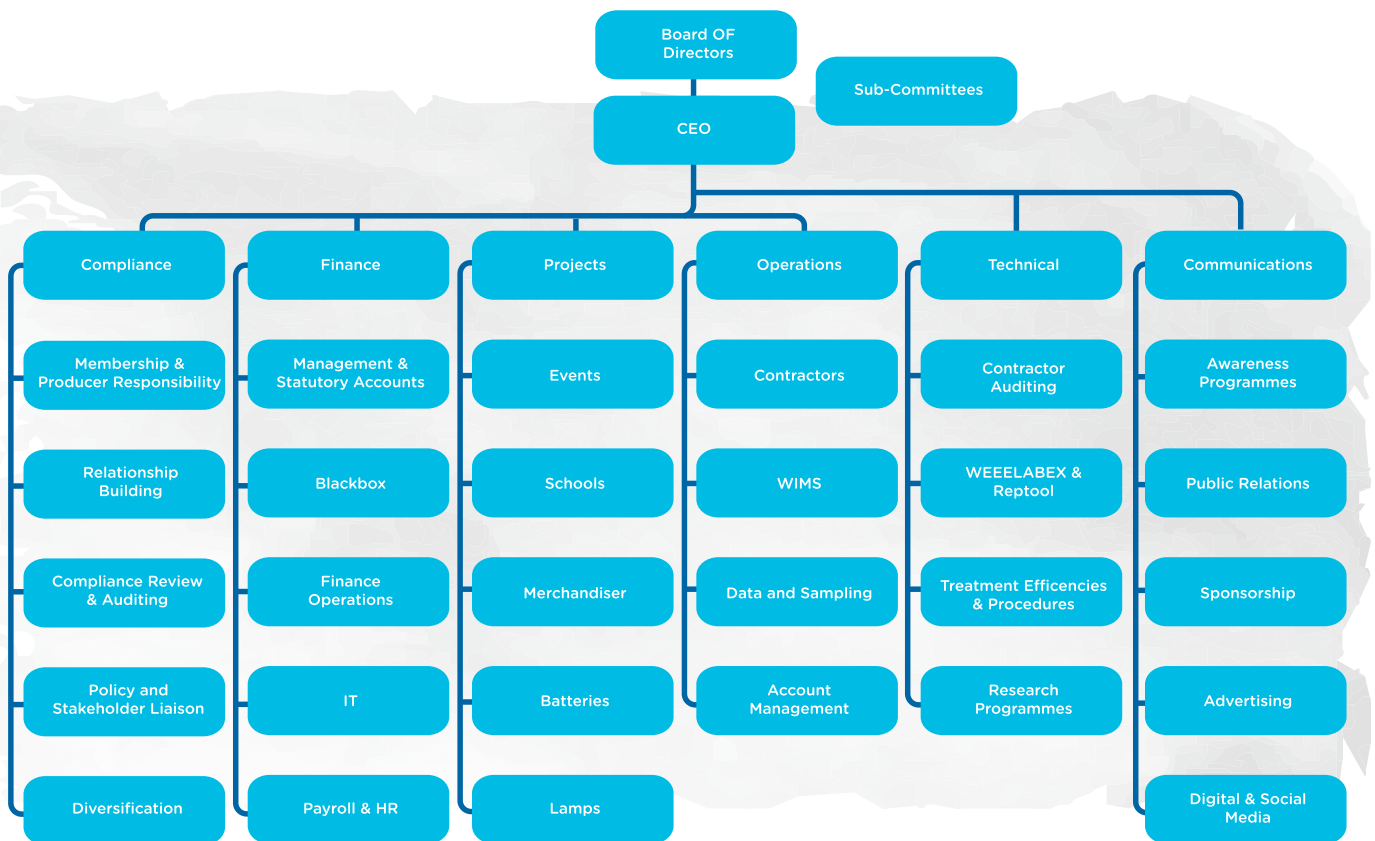 Board OF
Directors
Sub-Committees
CEO
Compliance
Finance
Projects
Operations
Technical
Communications
Membership &
Producer Responsibility
Management &
Statutory Accounts
Events
Contractors
Contractor
Auditing
Awareness
Programmes
Relationship
Building
Blackbox
Schools
WIMS
WEEELABEX &
Reptool
Public Relations
Compliance Review
& Auditing
Finance
Operations
Merchandiser
Data and Sampling
Treatment Efficencies
& Procedures
Sponsorship
Policy and
Stakeholder Liaison
IT
Batteries
Account
Management
Research
Programmes
Advertising
Diversification
Payroll & HR
Lamps
Digital & Social
Media